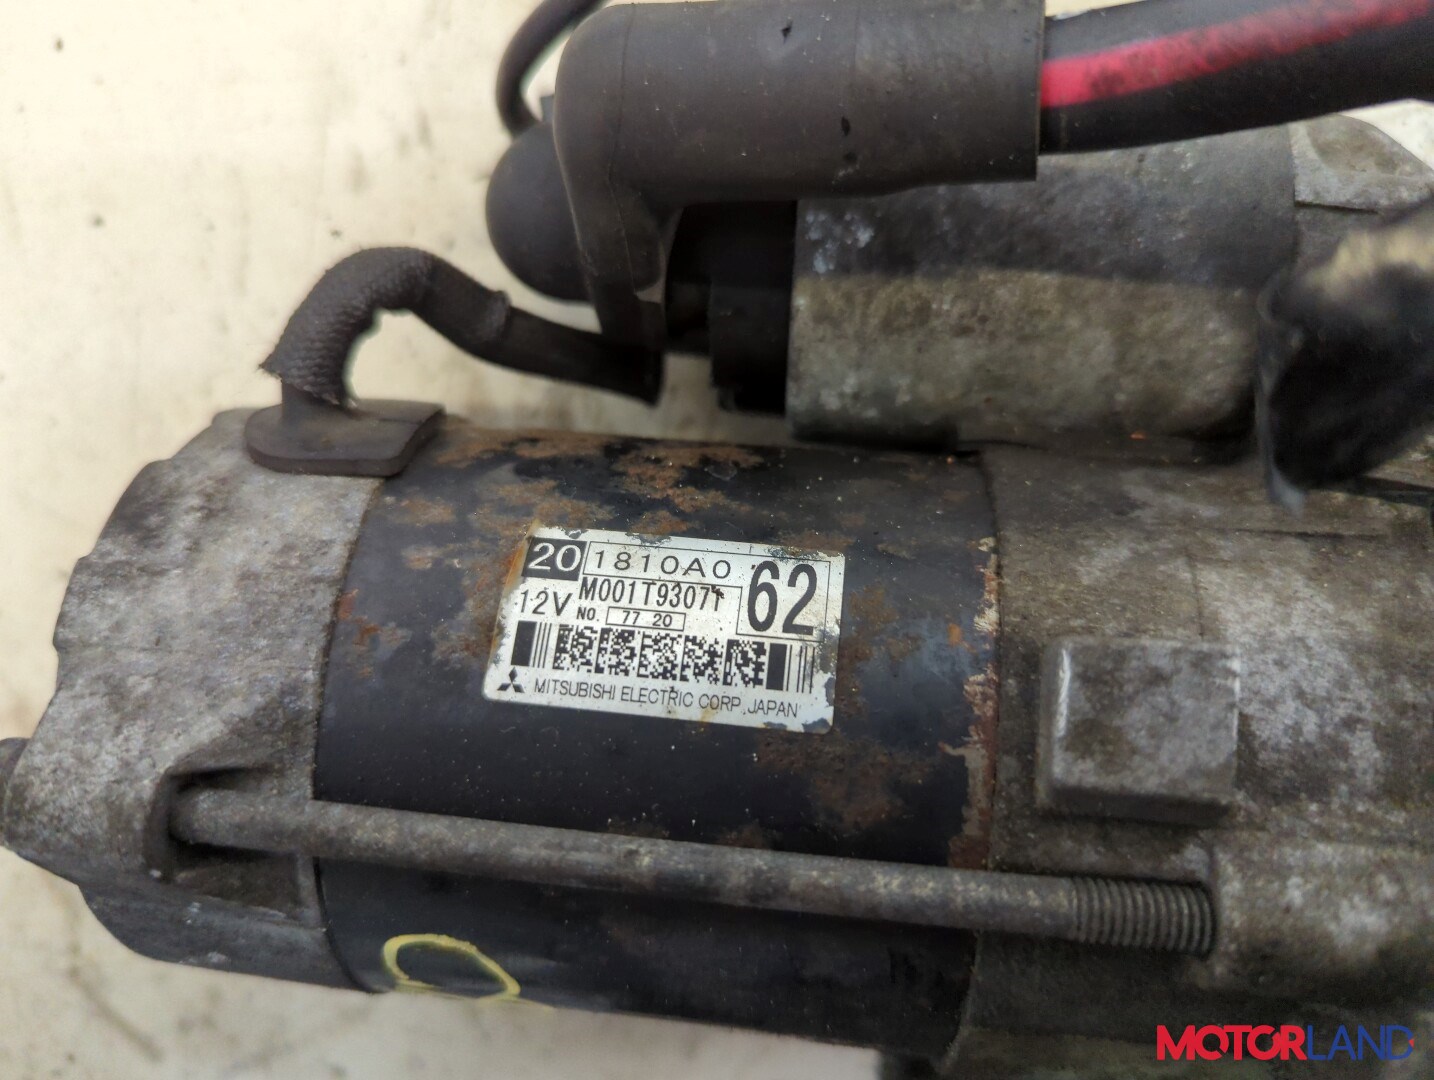 20 1810A0 62
M001T93071
12V NO. 77 20
MITSUBISHI ELECTRIC CORP. JAPAN
MOTORLAND